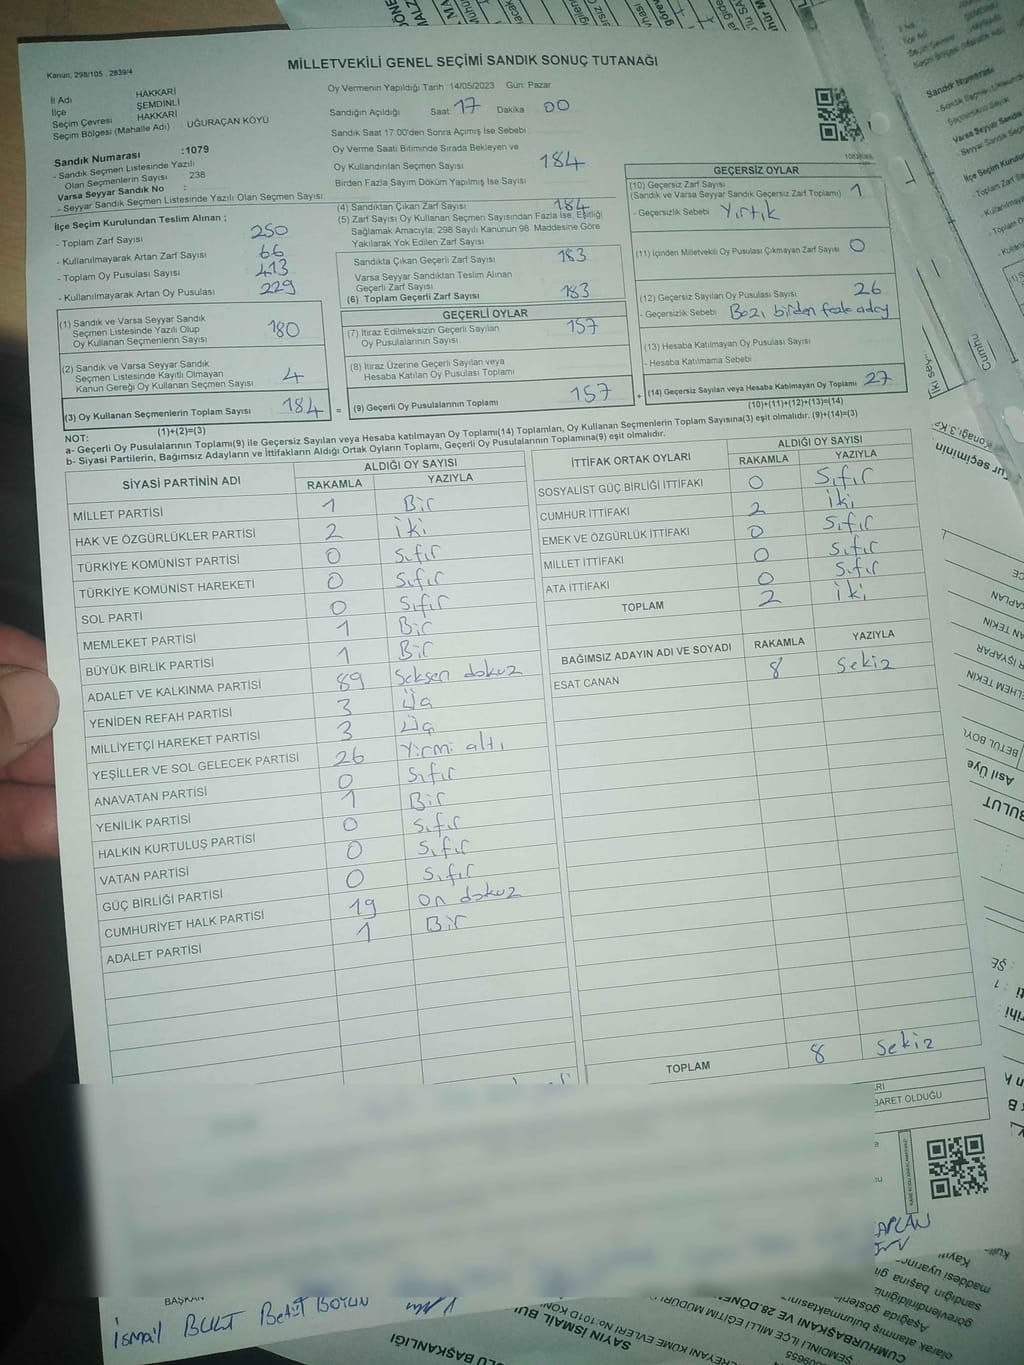 MİLLETVEKİLİ GENEL SEÇİMİ SANDIK SONUÇ TUTANAĞI
Kanun; 298/105 , 2839/4
İl Adı HAKKARİ
İlçe ŞEMDİNLİ
Seçim Çevresi HAKKARİ
Seçim Bölgesi (Mahalle Adı) UĞURAÇAN KÖYÜ
Sandık Numarası :1079
- Sandık Seçmen Listesinde Yazılı
Olan Seçmenlerin Sayısı : 238
Varsa Seyyar Sandık No :
- Seyyar Sandık Seçmen Listesinde Yazılı Olan Seçmen Sayısı
Oy Vermenin Yapıldığı Tarih 14/05/2023 Gün: Pazar
Sandığın Açıldığı Saat 17 Dakika 00
Sandık Saat 17:00'den Sonra Açımış İse Sebebi
Oy Verme Saati Bitiminde Sırada Bekleyen ve
Oy Kullandırılan Seçmen Sayısı 184
Birden Fazla Sayım Döküm Yapılmış İse Sayısı
İlçe Seçim Kurulundan Teslim Alınan ;
- Toplam Zarf Sayısı 250
- Kullanılmayarak Artan Zarf Sayısı 66
- Toplam Oy Pusulası Sayısı 413
- Kullanılmayarak Artan Oy Pusulası 229
(1) Sandık ve Varsa Seyyar Sandık
Seçmen Listesinde Yazılı Olup
Oy Kullanan Seçmenlerin Sayısı 180
(2) Sandık ve Varsa Seyyar Sandık
Seçmen Listesinde Kayıtlı Olmayan
Kanun Gereği Oy Kullanan Seçmen Sayısı 4
(3) Oy Kullanan Seçmenlerin Toplam Sayısı 184
(1)+(2)=(3)
(4) Sandıktan Çıkan Zarf Sayısı 184
(5) Zarf Sayısı Oy Kullanan Seçmen Sayısından Fazla İse, Eşitliği
Sağlamak Amacıyla; 298 Sayılı Kanunun 98. Maddesine Göre
Yakılarak Yok Edilen Zarf Sayısı
Sandıkta Çıkan Geçerli Zarf Sayısı 183
Varsa Seyyar Sandıktan Teslim Alınan
Geçerli Zarf Sayısı
(6) Toplam Geçerli Zarf Sayısı 183
GEÇERLİ OYLAR
(7) İtiraz Edilmeksizin Geçerli Sayılan
Oy Pusulasının Sayısı 157
(8) İtiraz Üzerine Geçerli Sayılan veya
Hesaba Katılan Oy Pusulası Toplamı
= (9) Geçerli Oy Pusulalarının Toplamı 157
GEÇERSİZ OYLAR
(10) Geçersiz Zarf Sayısı
(Sandık ve Varsa Seyyar Sandık Geçersiz Zarf Toplamı) 1
- Geçersizlik Sebebi Yırtık
(11) İçinden Milletvekili Oy Pusulası Çıkmayan Zarf Sayısı 0
(12) Geçersiz Sayılan Oy Pusulası Sayısı 26
- Geçersizlik Sebebi Bazı birden fazla aday
(13) Hesaba Katılmayan Oy Pusulası Sayısı
- Hesaba Katılmama Sebebi
+ (14) Geçersiz Sayılan veya Hesaba Katılmayan Oy Toplamı 27
(10)+(11)+(12)+(13)=(14)
NOT:
a- Geçerli Oy Pusulalarının Toplamı(9) ile Geçersiz Sayılan veya Hesaba katılmayan Oy Toplamı(14) Toplamları, Oy Kullanan Seçmenlerin Toplam Sayısına(3) eşit olmalıdır. (9)+(14)=(3)
b- Siyasi Partilerin, Bağımsız Adayların ve İttifakların Aldığı Ortak Oyların Toplamı, Geçerli Oy Pusulalarının Toplamına(9) eşit olmalıdır.
SİYASİ PARTİNİN ADI ALDIĞI OY SAYISI
RAKAMLA YAZIYLA
MİLLET PARTİSİ 1 Bir
HAK VE ÖZGÜRLÜKLER PARTİSİ 2 iki
TÜRKİYE KOMÜNİST PARTİSİ 0 Sıfır
TÜRKİYE KOMÜNİST HAREKETİ 0 Sıfır
SOL PARTİ 0 Sıfır
MEMLEKET PARTİSİ 1 Bir
BÜYÜK BİRLİK PARTİSİ 1 Bir
ADALET VE KALKINMA PARTİSİ 89 Seksen dokuz
YENİDEN REFAH PARTİSİ 3 Üç
MİLLİYETÇİ HAREKET PARTİSİ 3 Üç
YEŞİLLER VE SOL GELECEK PARTİSİ 26 Yirmi altı
ANAVATAN PARTİSİ 0 Sıfır
YENİLİK PARTİSİ 1 Bir
HALKIN KURTULUŞ PARTİSİ 0 Sıfır
VATAN PARTİSİ 0 Sıfır
GÜÇ BİRLİĞİ PARTİSİ 0 Sıfır
CUMHURİYET HALK PARTİSİ 19 On dokuz
ADALET PARTİSİ 1 Bir
İTTİFAK ORTAK OYLARI ALDIĞI OY SAYISI
RAKAMLA YAZIYLA
SOSYALİST GÜÇ BİRLİĞİ İTTİFAKI 0 Sıfır
CUMHUR İTTİFAKI 2 iki
EMEK VE ÖZGÜRLÜK İTTİFAKI 0 Sıfır
MİLLET İTTİFAKI 0 Sıfır
ATA İTTİFAKI 0 Sıfır
TOPLAM 2 iki
BAĞIMSIZ ADAYIN ADI VE SOYADI RAKAMLA YAZIYLA
ESAT CANAN 8 Sekiz
TOPLAM 8 Sekiz
BARET OLDUĞU
APLAN
BAŞKAN
İsmail BULUT Betül BOYUN